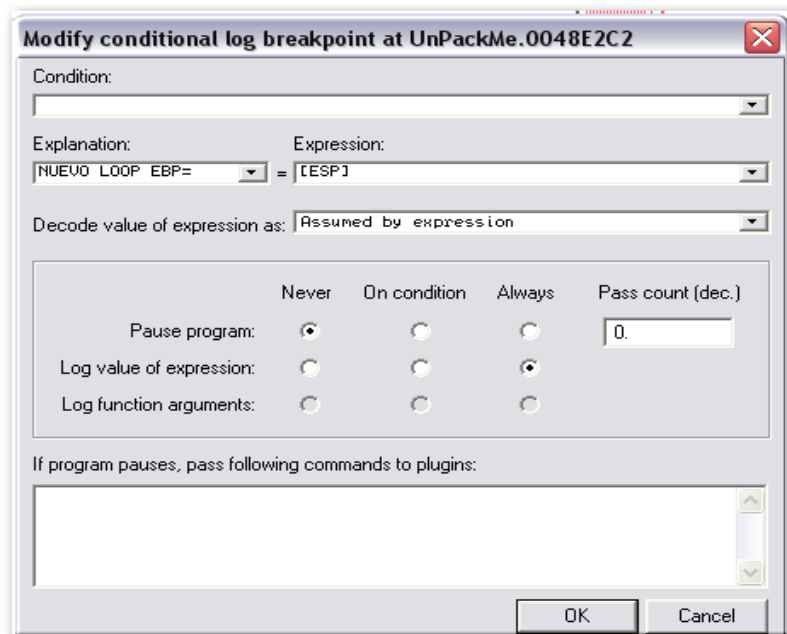 Modify conditional log breakpoint at UnPackMe.0048E2C2
Condition:
Explanation: Expression:
NUEVO LOOP EBP= = [ESP]
Decode value of expression as: Assumed by expression
Never On condition Always Pass count (dec.)
Pause program: 0.
Log value of expression:
Log function arguments:
If program pauses, pass following commands to plugins:
OK Cancel